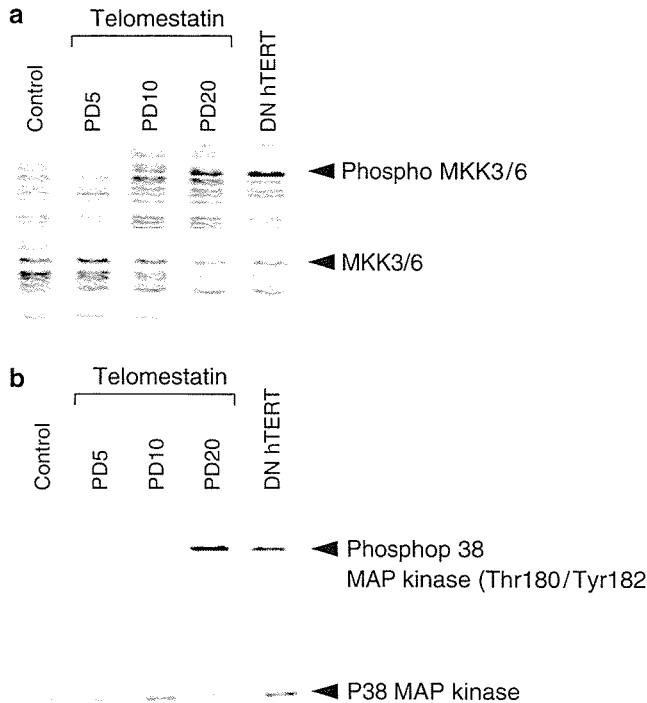 a
Telomestatin
Control
PD5
PD10
PD20
DN hTERT
Phospho MKK3/6
MKK3/6
b
Telomestatin
Control
PD5
PD10
PD20
DN hTERT
Phosphop 38
MAP kinase (Thr180/Tyr182
P38 MAP kinase